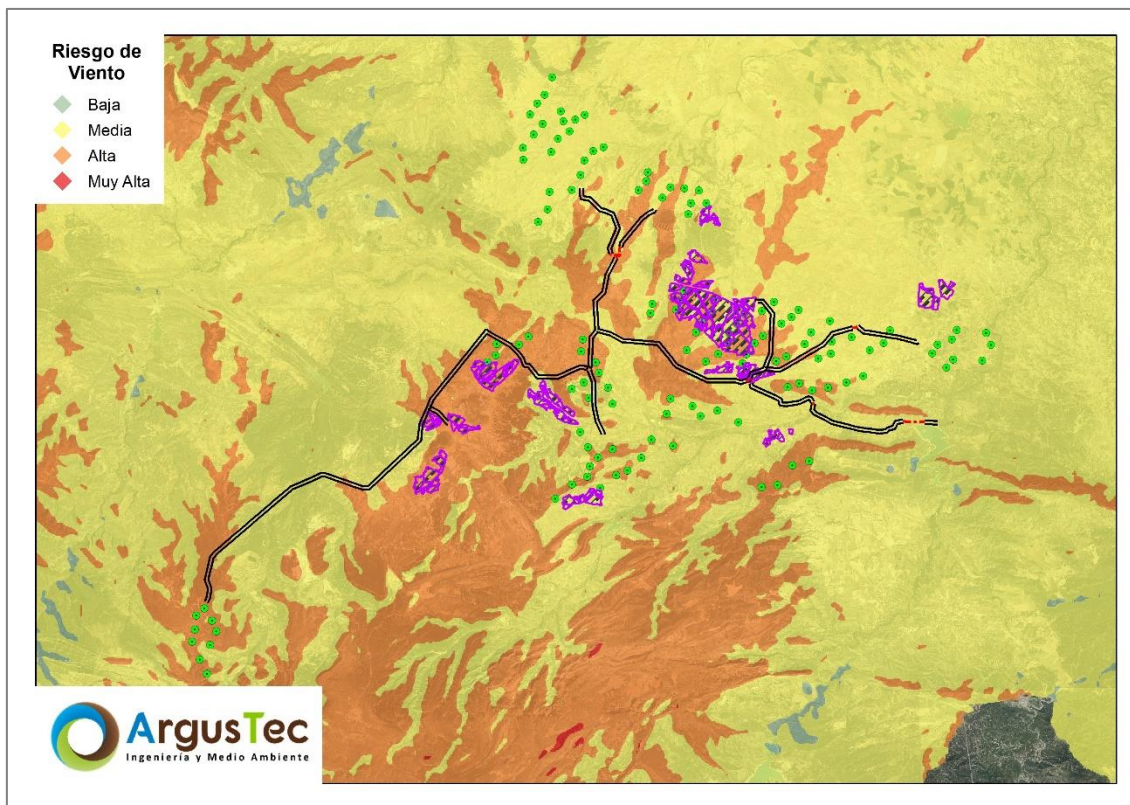 Riesgo de
Viento
Baja
Media
Alta
Muy Alta
ArgusTec
Ingeniería y Medio Ambiente